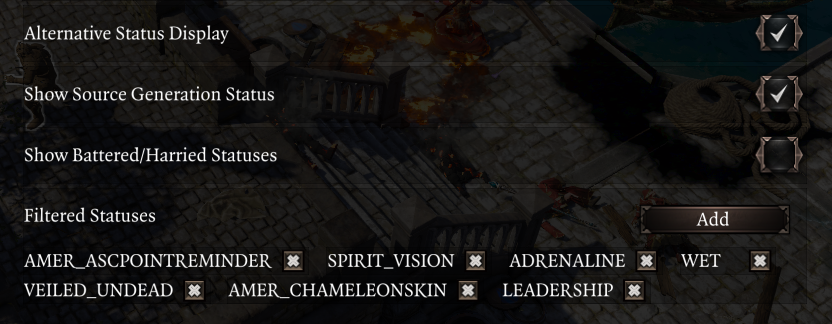 Alternative Status Display
Show Source Generation Status
Show Battered/Harried Statuses
Filtered Statuses Add
AMER_ASCPOINTREMINDER SPIRIT_VISION ADRENALINE WET
VEILED_UNDEAD AMER_CHAMELEONSKIN LEADERSHIP